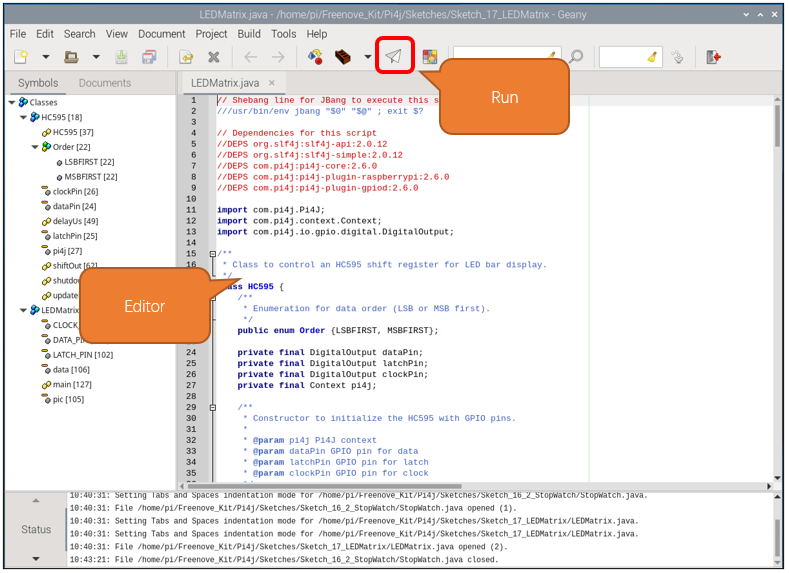 LEDMatrix.java - /home/pi/Freenove_Kit/Pi4j/Sketches/Sketch_17_LEDMatrix - Geany
File Edit Search View Document Project Build Tools Help
Symbols Documents
LEDMatrix.java ×
Run
Classes
HC595 [18]
HC595 [37]
Order [22]
LSBFIRST [22]
MSBFIRST [22]
clockPin [26]
dataPin [24]
delayUs [49]
latchPin [25]
pi4j [27]
shiftOut [62]
shutdow
update
LEDMatrix
CLOCK_
DATA_PI
LATCH_PIN [102]
data [106]
main [127]
pic [105]
Editor
1 // Shebang line for JBang to execute this s
2 ///usr/bin/env jbang "$0" "$@" ; exit $?
3
4 // Dependencies for this script
5 //DEPS org.slf4j:slf4j-api:2.0.12
6 //DEPS org.slf4j:slf4j-simple:2.0.12
7 //DEPS com.pi4j:pi4j-core:2.6.0
8 //DEPS com.pi4j:pi4j-plugin-raspberrypi:2.6.0
9 //DEPS com.pi4j:pi4j-plugin-gpiod:2.6.0
10
11 import com.pi4j.Pi4J;
12 import com.pi4j.context.Context;
13 import com.pi4j.io.gpio.digital.DigitalOutput;
14
15 /**
16 * Class to control an HC595 shift register for LED bar display.
*/
class HC595 {
/**
* Enumeration for data order (LSB or MSB first).
*/
public enum Order {LSBFIRST, MSBFIRST};
24 private final DigitalOutput dataPin;
25 private final DigitalOutput latchPin;
26 private final DigitalOutput clockPin;
27 private final Context pi4j;
28
29 /**
30 * Constructor to initialize the HC595 with GPIO pins.
31 *
32 * @param pi4j Pi4J context
33 * @param dataPin GPIO pin for data
34 * @param latchPin GPIO pin for latch
35 * @param clockPin GPIO pin for clock
Status
10:40:31: Setting Tabs and Spaces indentation mode for /home/pi/Freenove_Kit/Pi4j/Sketches/Sketch_16_2_StopWatch/StopWatch.java.
10:40:31: File /home/pi/Freenove_Kit/Pi4j/Sketches/Sketch_16_2_StopWatch/StopWatch.java opened (1).
10:40:31: Setting Tabs and Spaces indentation mode for /home/pi/Freenove_Kit/Pi4j/Sketches/Sketch_17_LEDMatrix/LEDMatrix.java.
10:40:31: Setting Tabs and Spaces indentation mode for /home/pi/Freenove_Kit/Pi4j/Sketches/Sketch_17_LEDMatrix/LEDMatrix.java.
10:40:31: File /home/pi/Freenove_Kit/Pi4j/Sketches/Sketch_17_LEDMatrix/LEDMatrix.java opened (2).
10:43:21: File /home/pi/Freenove_Kit/Pi4j/Sketches/Sketch_16_2_StopWatch/StopWatch.java closed.